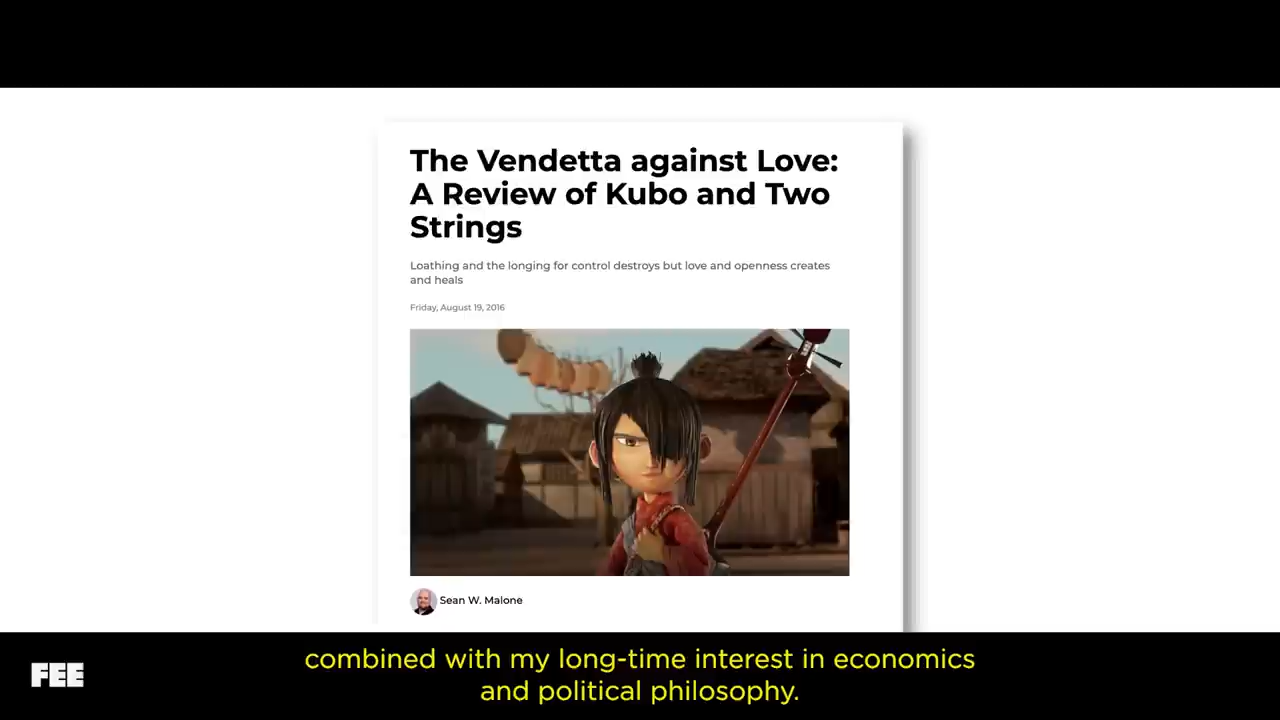 The Vendetta against Love:
A Review of Kubo and Two
Strings
Loathing and the longing for control destroys but love and openness creates
and heals
Friday, August 19, 2016
Sean W. Malone
combined with my long-time interest in economics
and political philosophy.
FEE